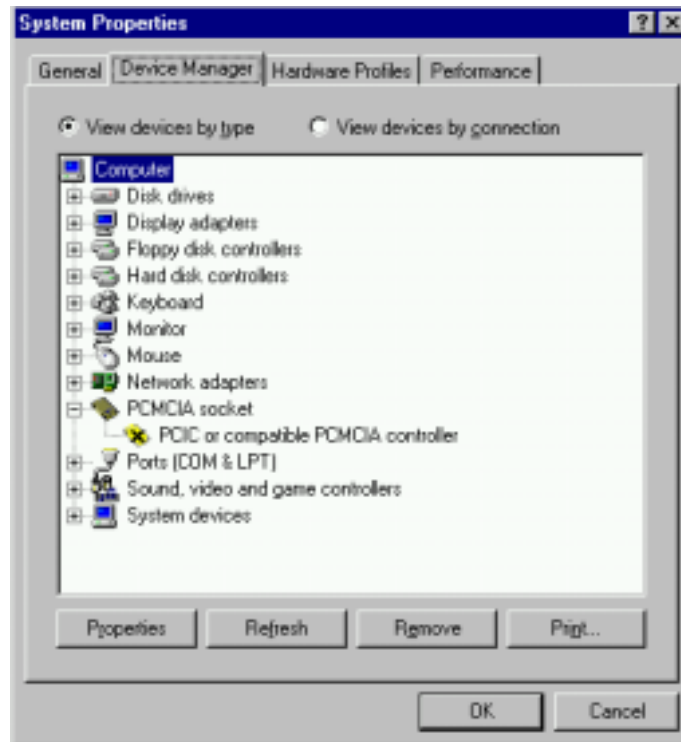 System Properties
General Device Manager Hardware Profiles Performance
View devices by type View devices by connection
Computer
Disk drives
Display adapters
Floppy disk controllers
Hard disk controllers
Keyboard
Monitor
Mouse
Network adapters
PCMCIA socket
PCIC or compatible PCMCIA controller
Ports (COM & LPT)
Sound, video and game controllers
System devices
Properties Refresh Remove Print...
OK Cancel